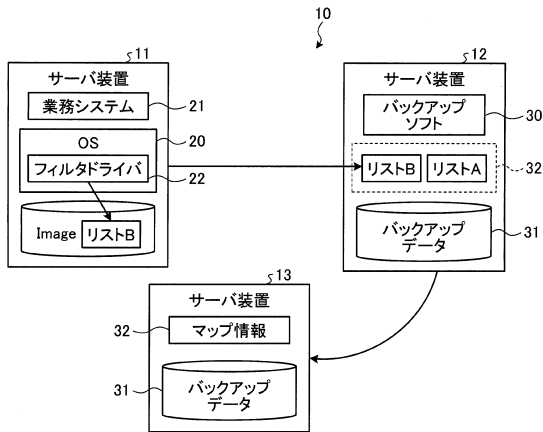 10
11
サーバ装置
業務システム
21
OS
20
フィルタドライバ
22
Image
リストB
12
サーバ装置
バックアップ
ソフト
30
リストB
リストA
32
バックアップ
データ
31
13
サーバ装置
32
マップ情報
31
バックアップ
データ